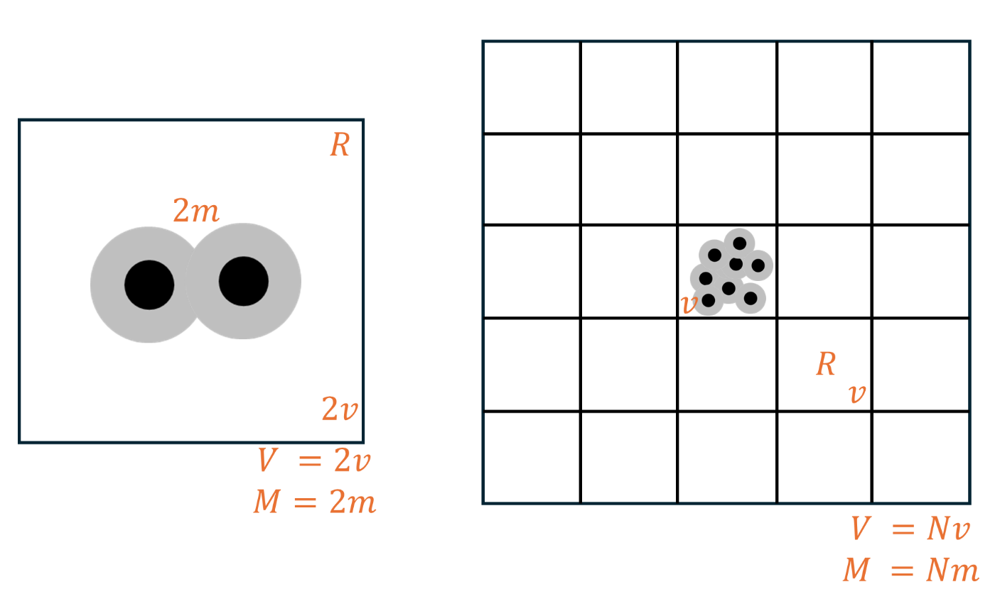 R
2m
2v
V = 2v
M = 2m
v
R
v
V = Nv
M = Nm